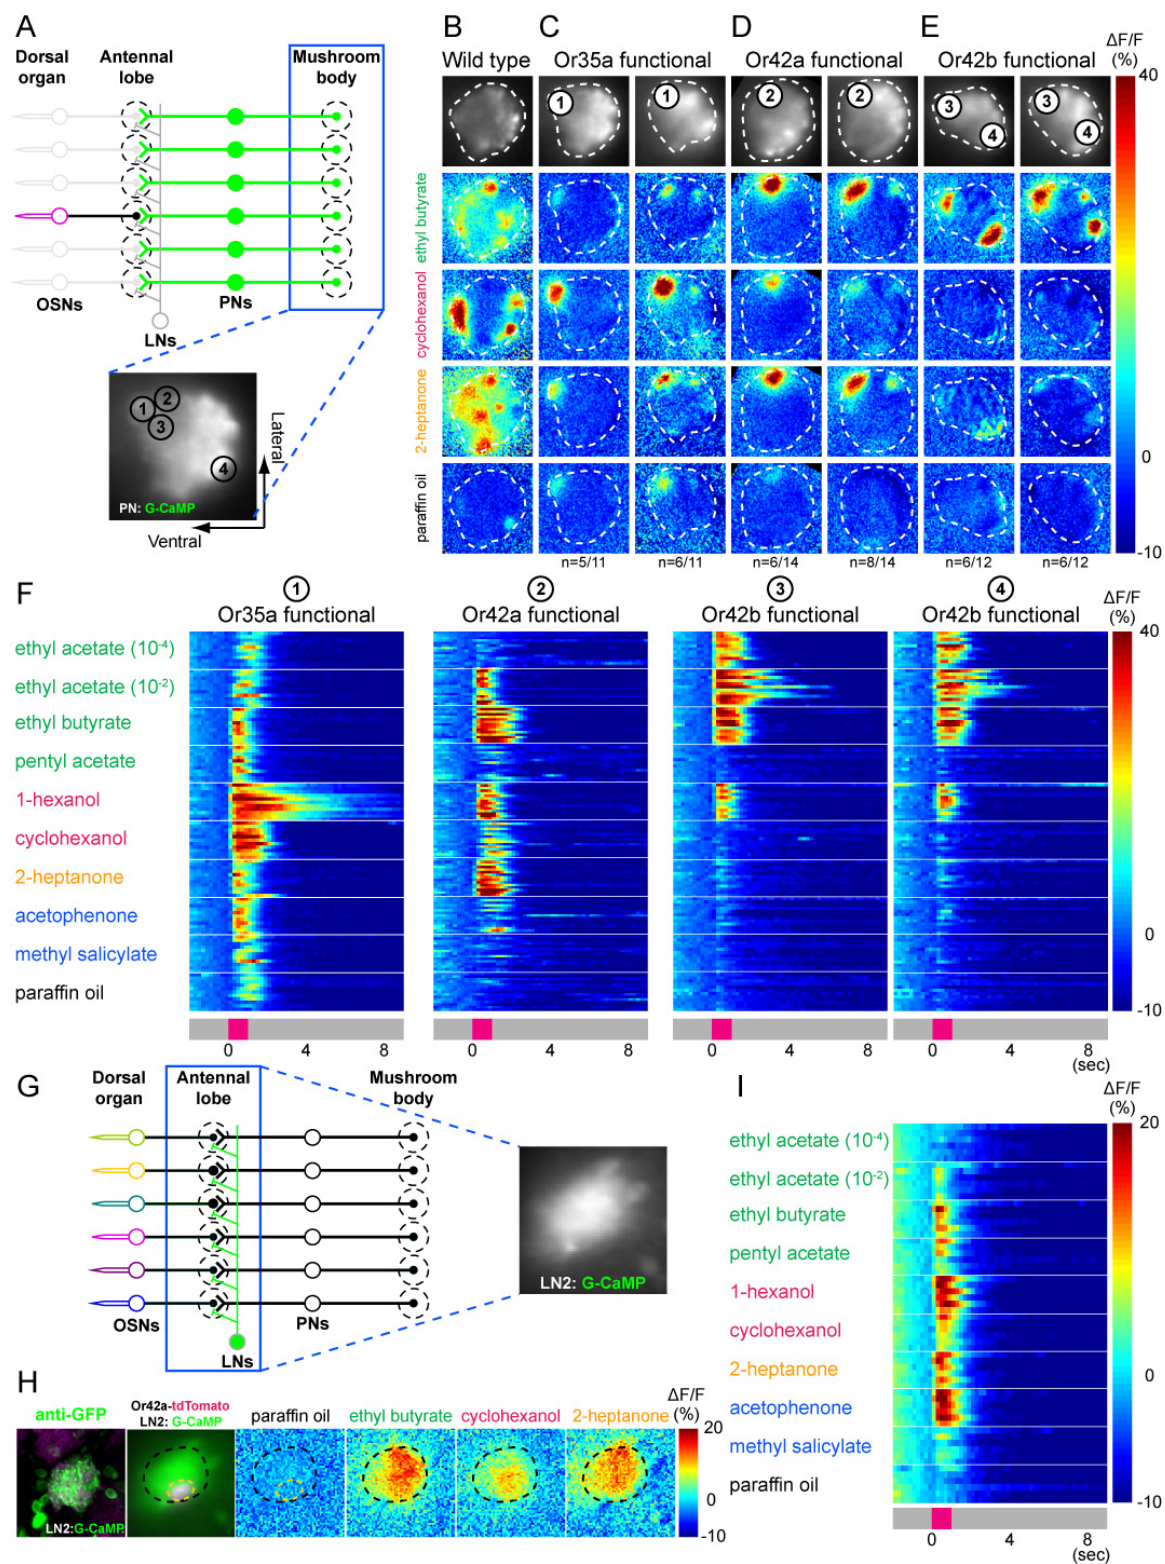 A
Dorsal organ
Antennal lobe
Mushroom body
OSNs
PNs
LNs
1
2
3
4
PN: G-CaMP
Lateral
Ventral
B
Wild type
C
Or35a functional
D
Or42a functional
E
Or42b functional
ΔF/F
(%)
1
1
2
2
3
4
3
4
ethyl butyrate
cyclohexanol
2-heptanone
paraffin oil
40
0
-10
n=5/11
n=6/11
n=6/14
n=8/14
n=6/12
n=6/12
F
1
Or35a functional
2
Or42a functional
3
Or42b functional
4
Or42b functional
ΔF/F
(%)
ethyl acetate (10⁻⁴)
ethyl acetate (10⁻²)
ethyl butyrate
pentyl acetate
1-hexanol
cyclohexanol
2-heptanone
acetophenone
methyl salicylate
paraffin oil
40
0
-10
0 4 8
0 4 8
0 4 8
0 4 8
(sec)
G
Dorsal organ
Antennal lobe
Mushroom body
OSNs
PNs
LNs
LN2: G-CaMP
H
anti-GFP
LN2:G-CaMP
Or42a-tdTomato
LN2: G-CaMP
paraffin oil
ethyl butyrate
cyclohexanol
2-heptanone
ΔF/F
(%)
20
0
-10
I
ΔF/F
(%)
ethyl acetate (10⁻⁴)
ethyl acetate (10⁻²)
ethyl butyrate
pentyl acetate
1-hexanol
cyclohexanol
2-heptanone
acetophenone
methyl salicylate
paraffin oil
20
0
-10
0 4 8
(sec)